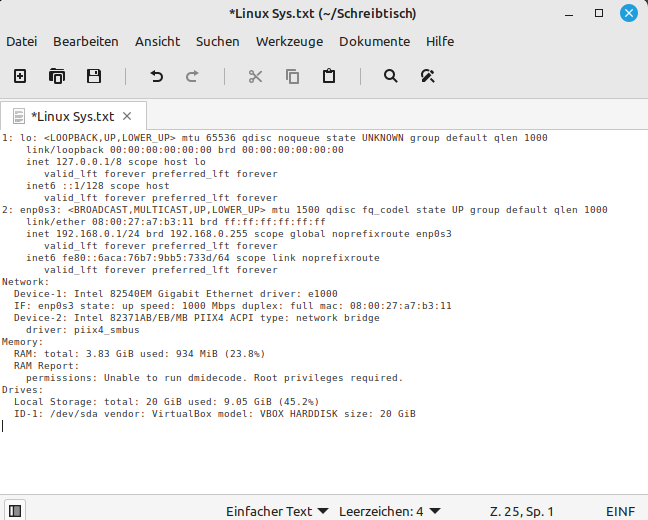 *Linux Sys.txt (~/Schreibtisch)
Datei Bearbeiten Ansicht Suchen Werkzeuge Dokumente Hilfe
*Linux Sys.txt
1: lo: <LOOPBACK,UP,LOWER_UP> mtu 65536 qdisc noqueue state UNKNOWN group default qlen 1000
    link/loopback 00:00:00:00:00:00 brd 00:00:00:00:00:00
    inet 127.0.0.1/8 scope host lo
       valid_lft forever preferred_lft forever
    inet6 ::1/128 scope host
       valid_lft forever preferred_lft forever
2: enp0s3: <BROADCAST,MULTICAST,UP,LOWER_UP> mtu 1500 qdisc fq_codel state UP group default qlen 1000
    link/ether 08:00:27:a7:b3:11 brd ff:ff:ff:ff:ff:ff
    inet 192.168.0.1/24 brd 192.168.0.255 scope global noprefixroute enp0s3
       valid_lft forever preferred_lft forever
    inet6 fe80::6aca:76b7:9bb5:733d/64 scope link noprefixroute
       valid_lft forever preferred_lft forever
Network:
  Device-1: Intel 82540EM Gigabit Ethernet driver: e1000
  IF: enp0s3 state: up speed: 1000 Mbps duplex: full mac: 08:00:27:a7:b3:11
  Device-2: Intel 82371AB/EB/MB PIIX4 ACPI type: network bridge
    driver: piix4_smbus
Memory:
  RAM: total: 3.83 GiB used: 934 MiB (23.8%)
  RAM Report:
    permissions: Unable to run dmidecode. Root privileges required.
Drives:
  Local Storage: total: 20 GiB used: 9.05 GiB (45.2%)
  ID-1: /dev/sda vendor: VirtualBox model: VBOX HARDDISK size: 20 GiB
Einfacher Text Leerzeichen: 4 Z. 25, Sp. 1 EINF